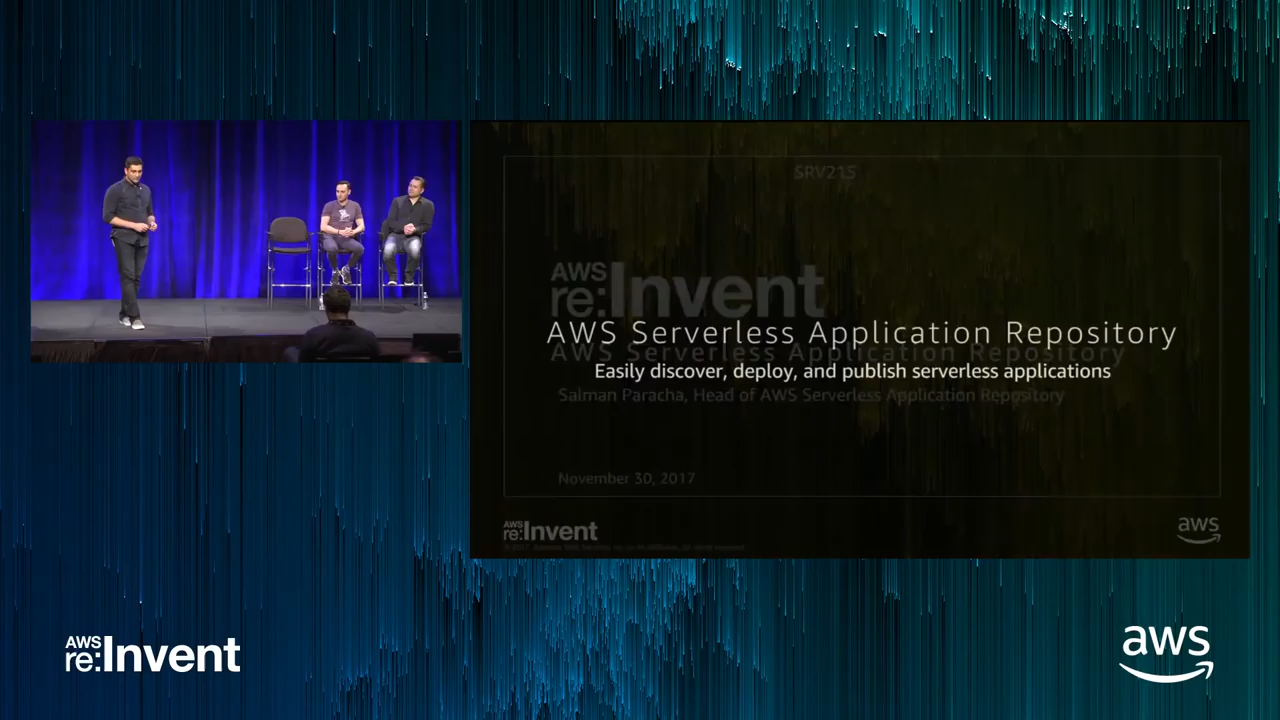 SRV215
AWS
re:Invent
AWS Serverless Application Repository
AWS Serverless Application Repository
Easily discover, deploy, and publish serverless applications
Salman Paracha, Head of AWS Serverless Application Repository
November 30, 2017
AWS
re:Invent
aws
AWS
re:Invent
aws